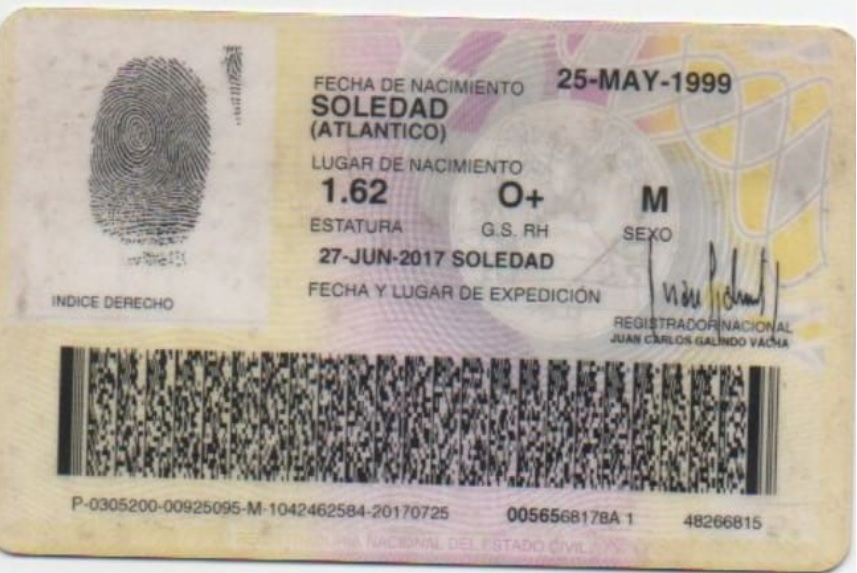 FECHA DE NACIMIENTO 25-MAY-1999
SOLEDAD
(ATLANTICO)
LUGAR DE NACIMIENTO
1.62 O+ M
ESTATURA G.S. RH SEXO
27-JUN-2017 SOLEDAD
FECHA Y LUGAR DE EXPEDICIÓN
INDICE DERECHO
REGISTRADOR NACIONAL
JUAN CARLOS GALINDO VACHA
P-0305200-00925095-M-1042462584-20170725 0056568178A 1 48266815
NACIONAL DEL ESTADO CIVIL